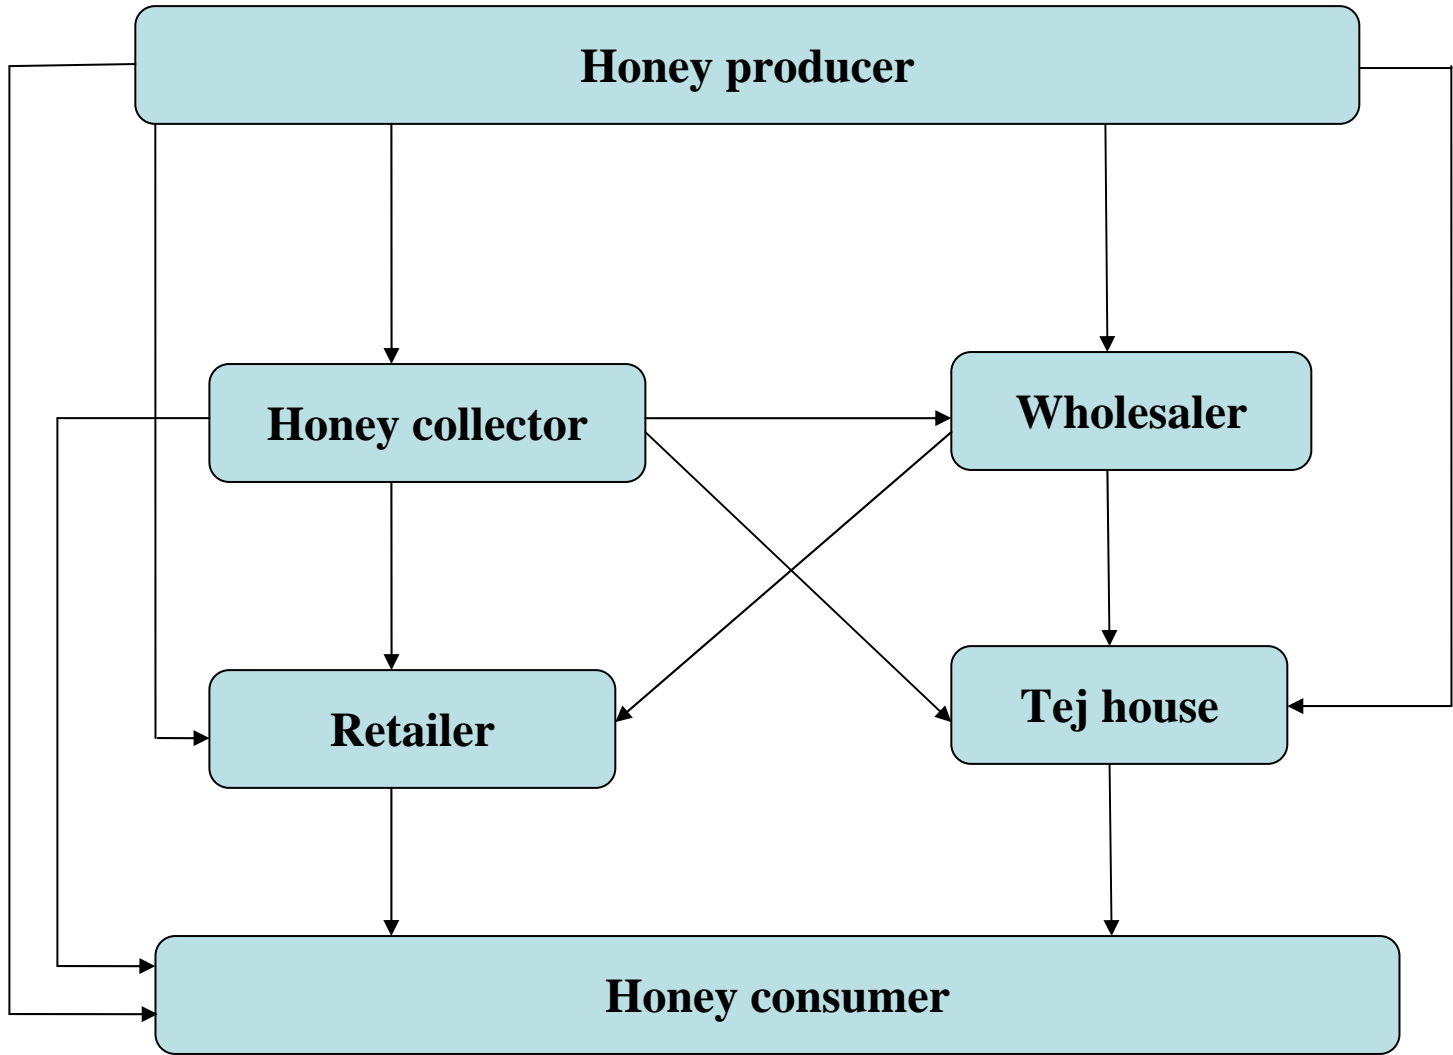 Honey producer
Honey collector
Wholesaler
Retailer
Tej house
Honey consumer